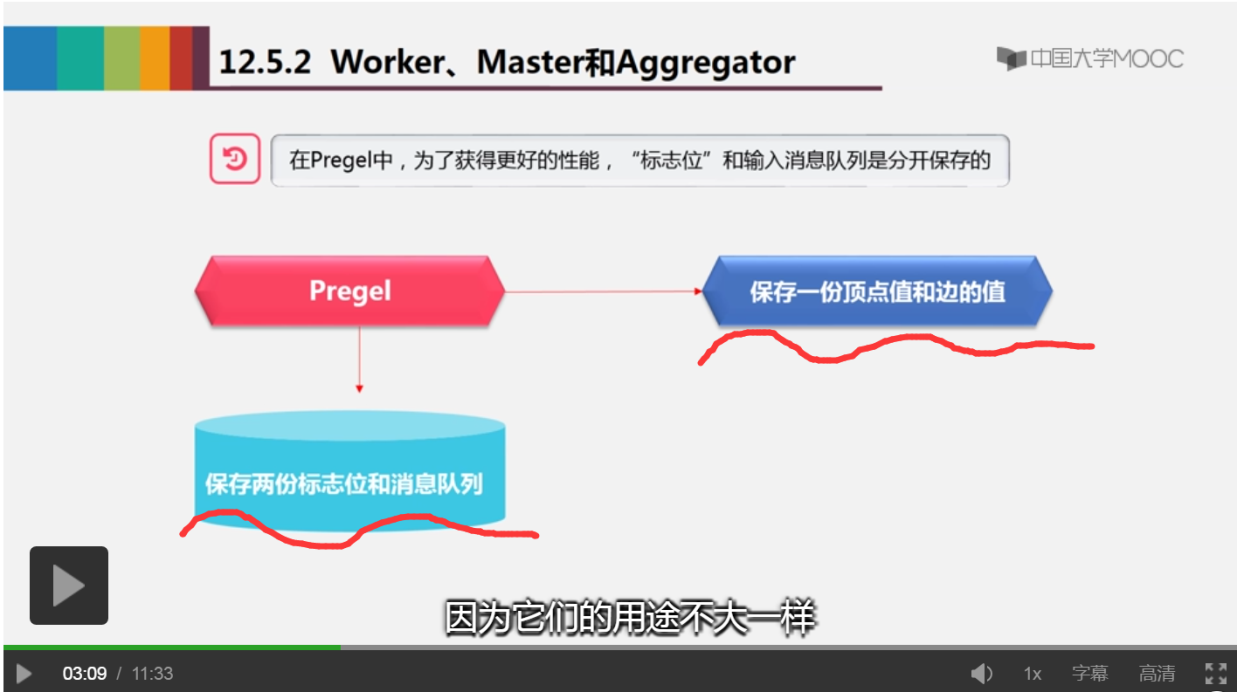 12.5.2 Worker、Master和Aggregator
中国大学MOOC
在Pregel中，为了获得更好的性能，“标志位”和输入消息队列是分开保存的
Pregel
保存一份顶点值和边的值
保存两份标志位和消息队列
因为它们的用途不大一样
03:09 / 11:33
1x
字幕
高清